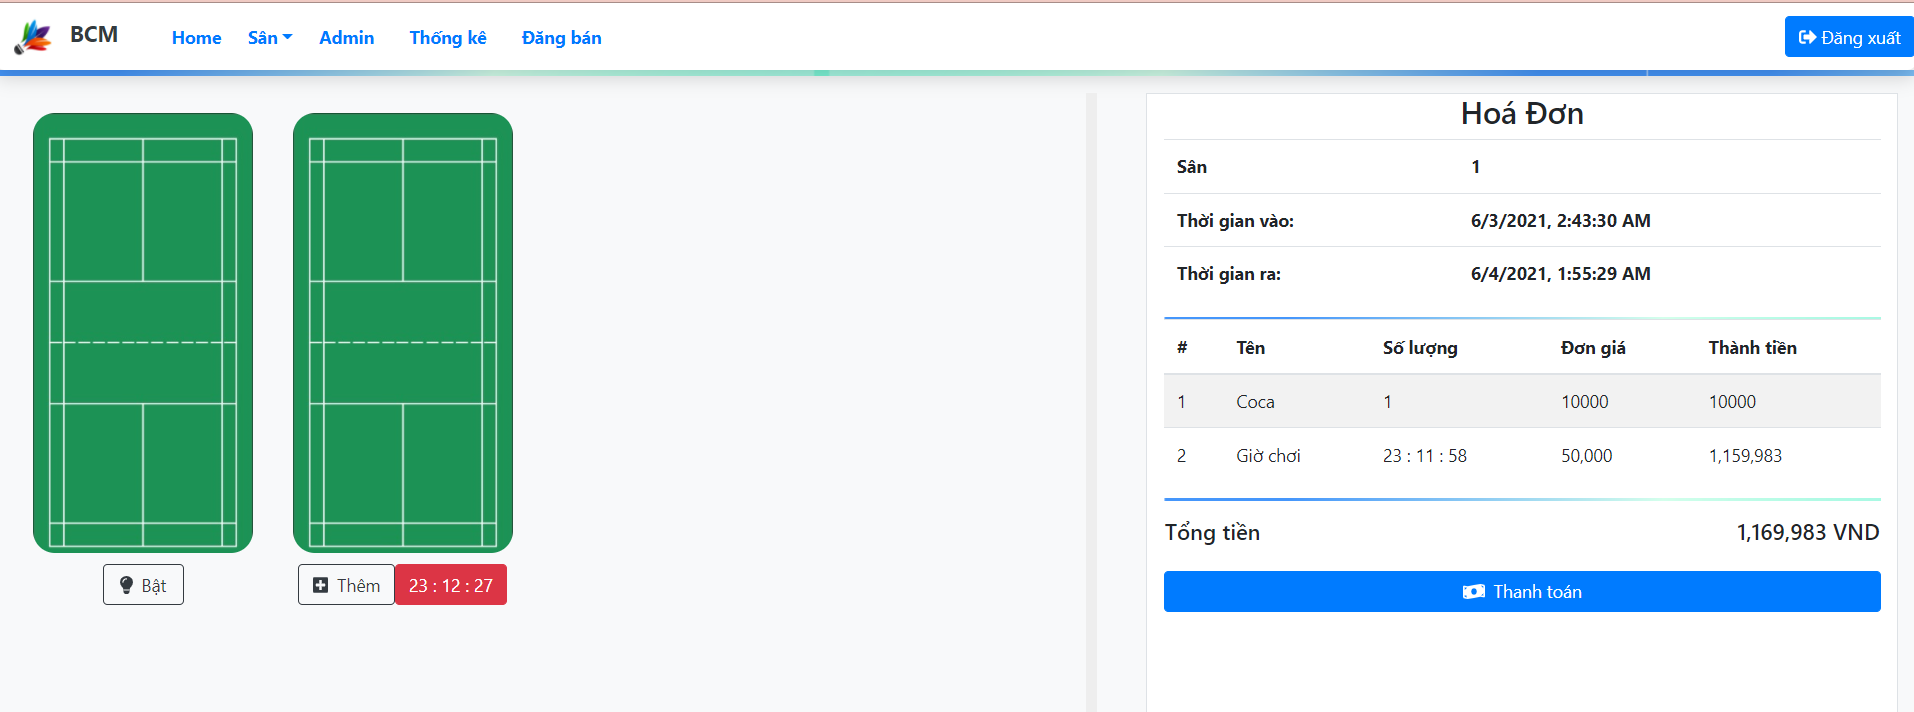 BCM Home Sân Admin Thống kê Đăng bán Đăng xuất
Bật
Thêm 23 : 12 : 27
Hoá Đơn
Sân 1
Thời gian vào: 6/3/2021, 2:43:30 AM
Thời gian ra: 6/4/2021, 1:55:29 AM
# Tên Số lượng Đơn giá Thành tiền
1 Coca 1 10000 10000
2 Giờ chơi 23 : 11 : 58 50,000 1,159,983
Tổng tiền 1,169,983 VND
Thanh toán